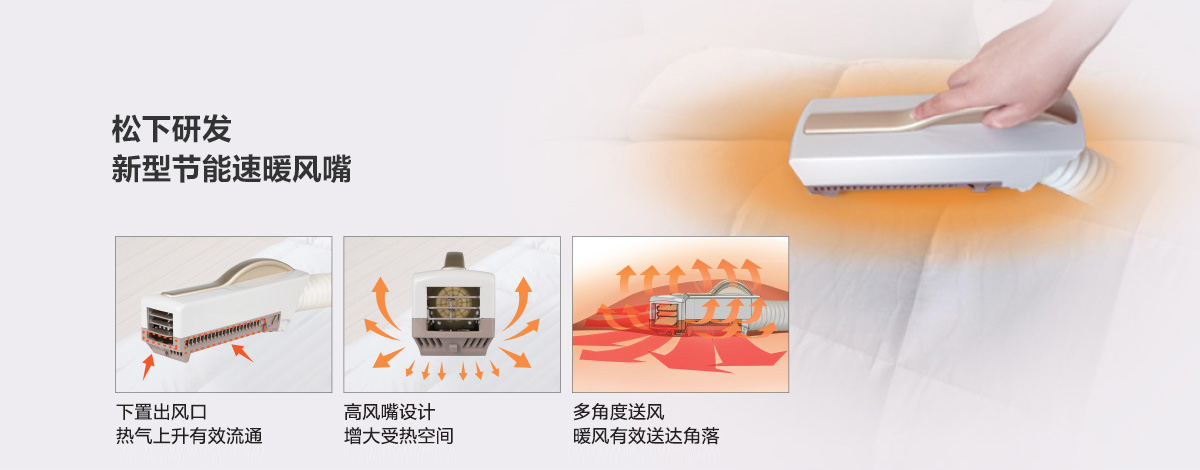 松下研发
新型节能速暖风嘴
下置出风口
热气上升有效流通
高风嘴设计
增大受热空间
多角度送风
暖风有效送达角落